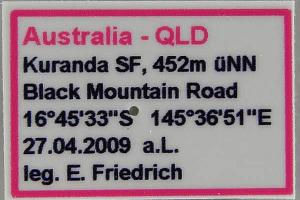 Australia - QLD
Kuranda SF, 452m üNN
Black Mountain Road
16°45'33"S 145°36'51"E
27.04.2009 a.L.
leg. E. Friedrich